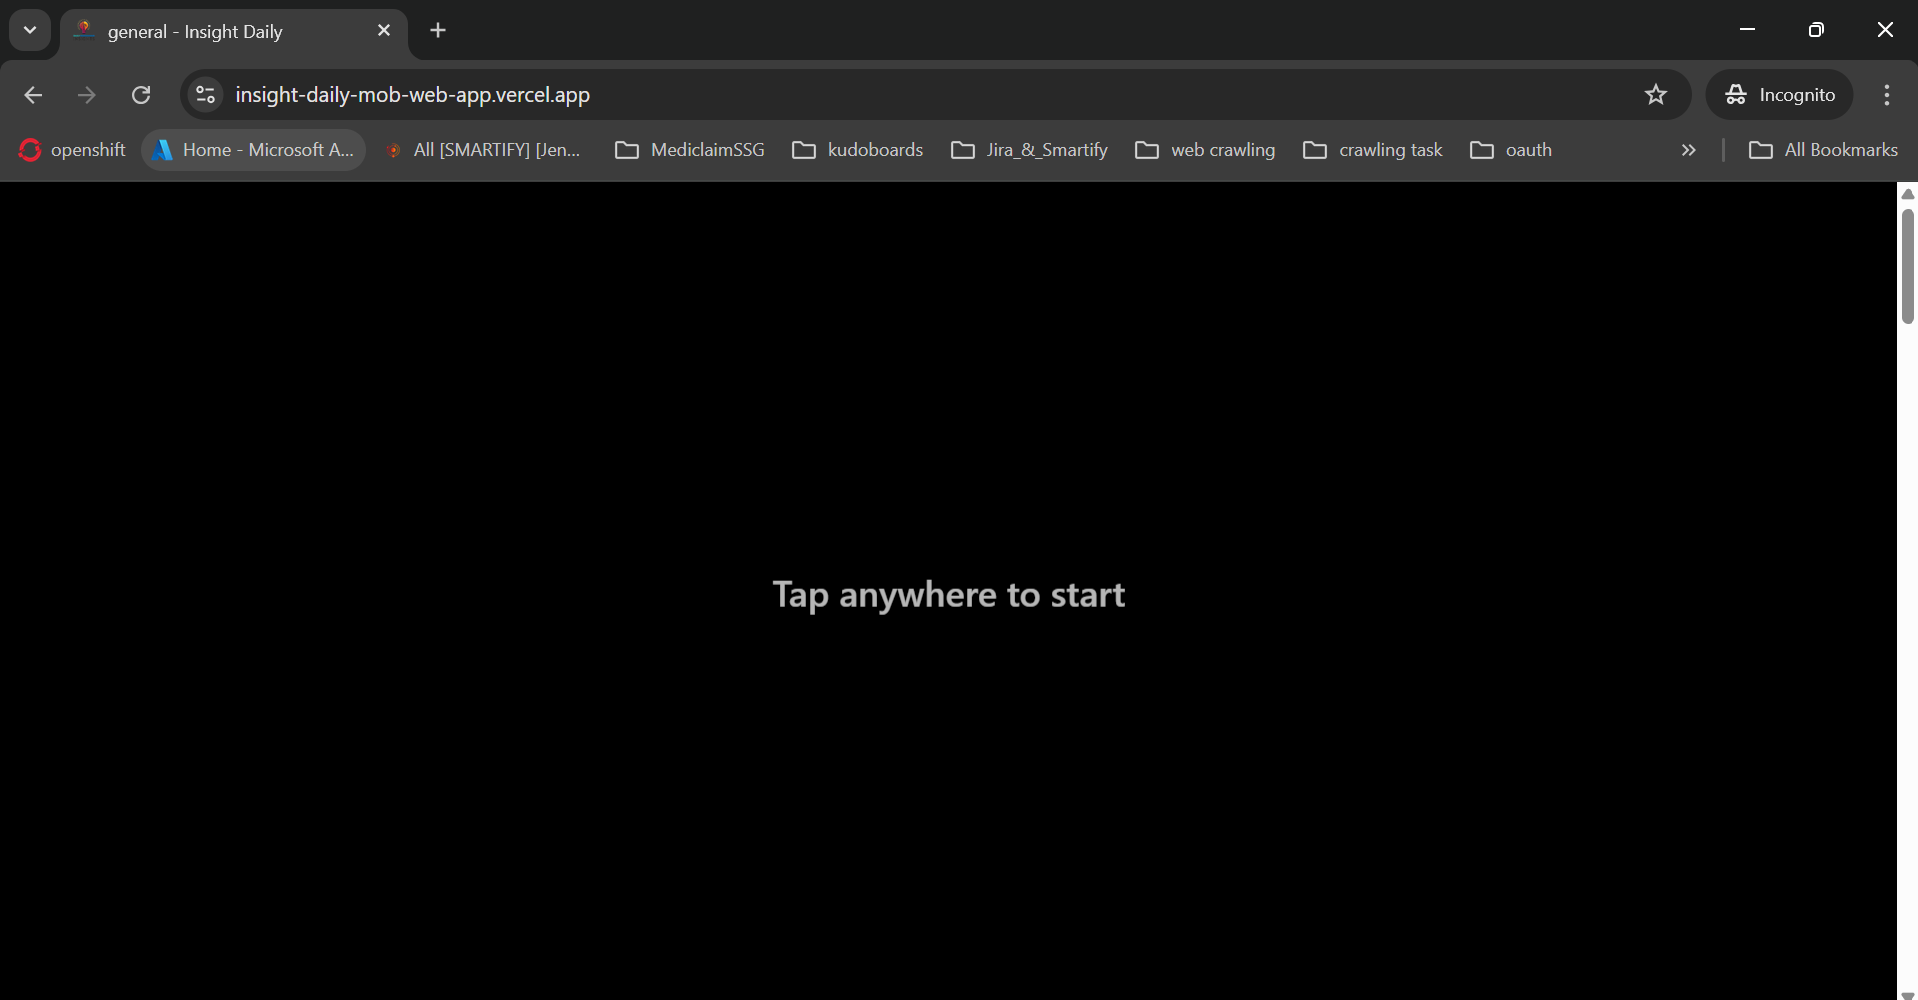 general - Insight Daily
insight-daily-mob-web-app.vercel.app
Incognito
openshift
Home - Microsoft A...
All [SMARTIFY] [Jen...
MediclaimSSG
kudoboards
Jira_&_Smartify
web crawling
crawling task
oauth
All Bookmarks
Tap anywhere to start